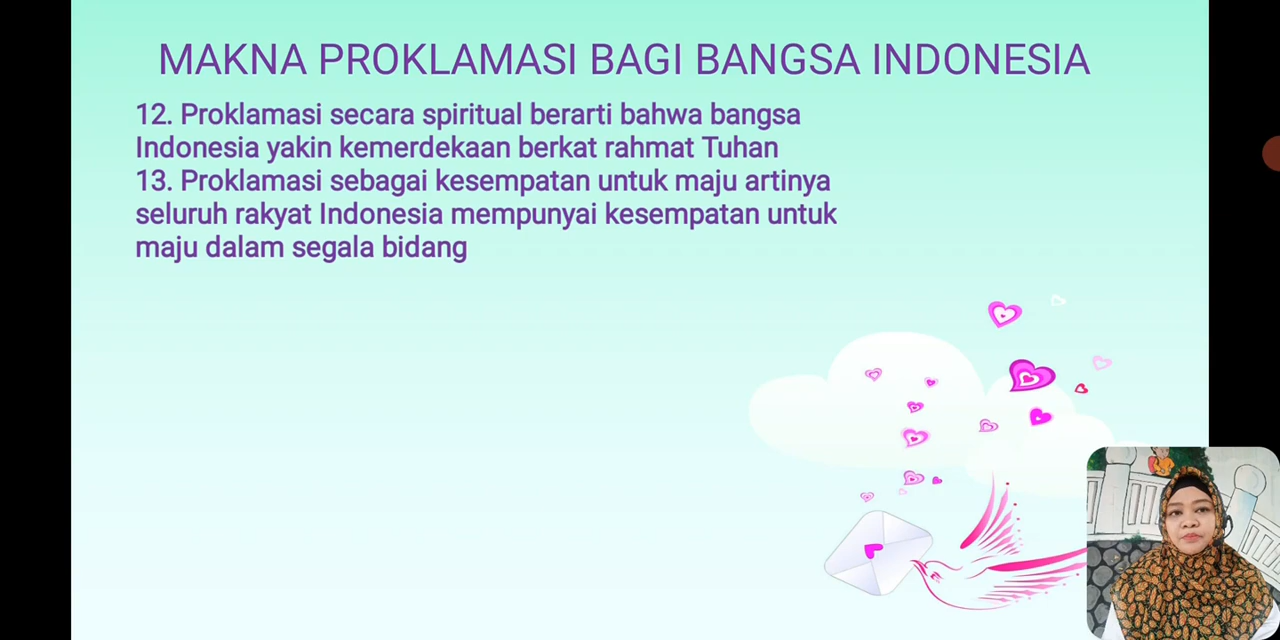 MAKNA PROKLAMASI BAGI BANGSA INDONESIA
12. Proklamasi secara spiritual berarti bahwa bangsa
Indonesia yakin kemerdekaan berkat rahmat Tuhan
13. Proklamasi sebagai kesempatan untuk maju artinya
seluruh rakyat Indonesia mempunyai kesempatan untuk
maju dalam segala bidang